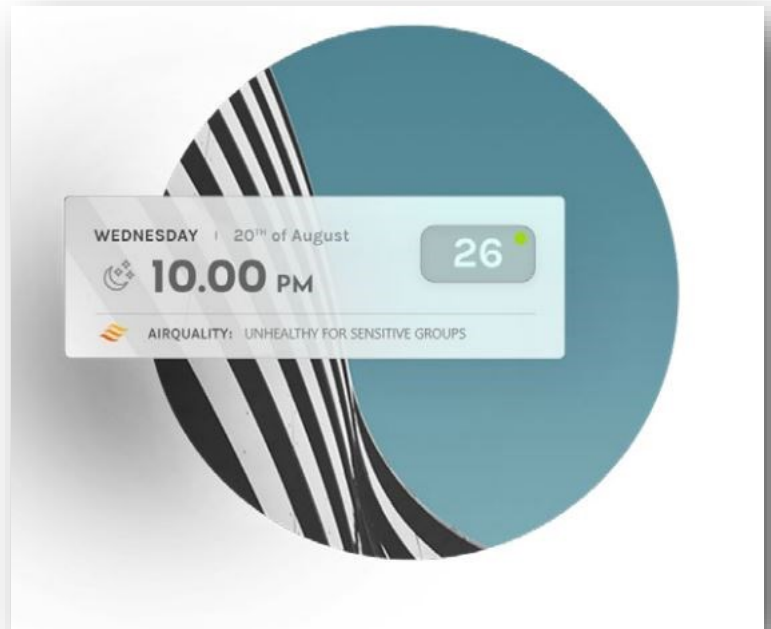 WEDNESDAY | 20TH of August
26
10.00 PM
AIRQUALITY: UNHEALTHY FOR SENSITIVE GROUPS